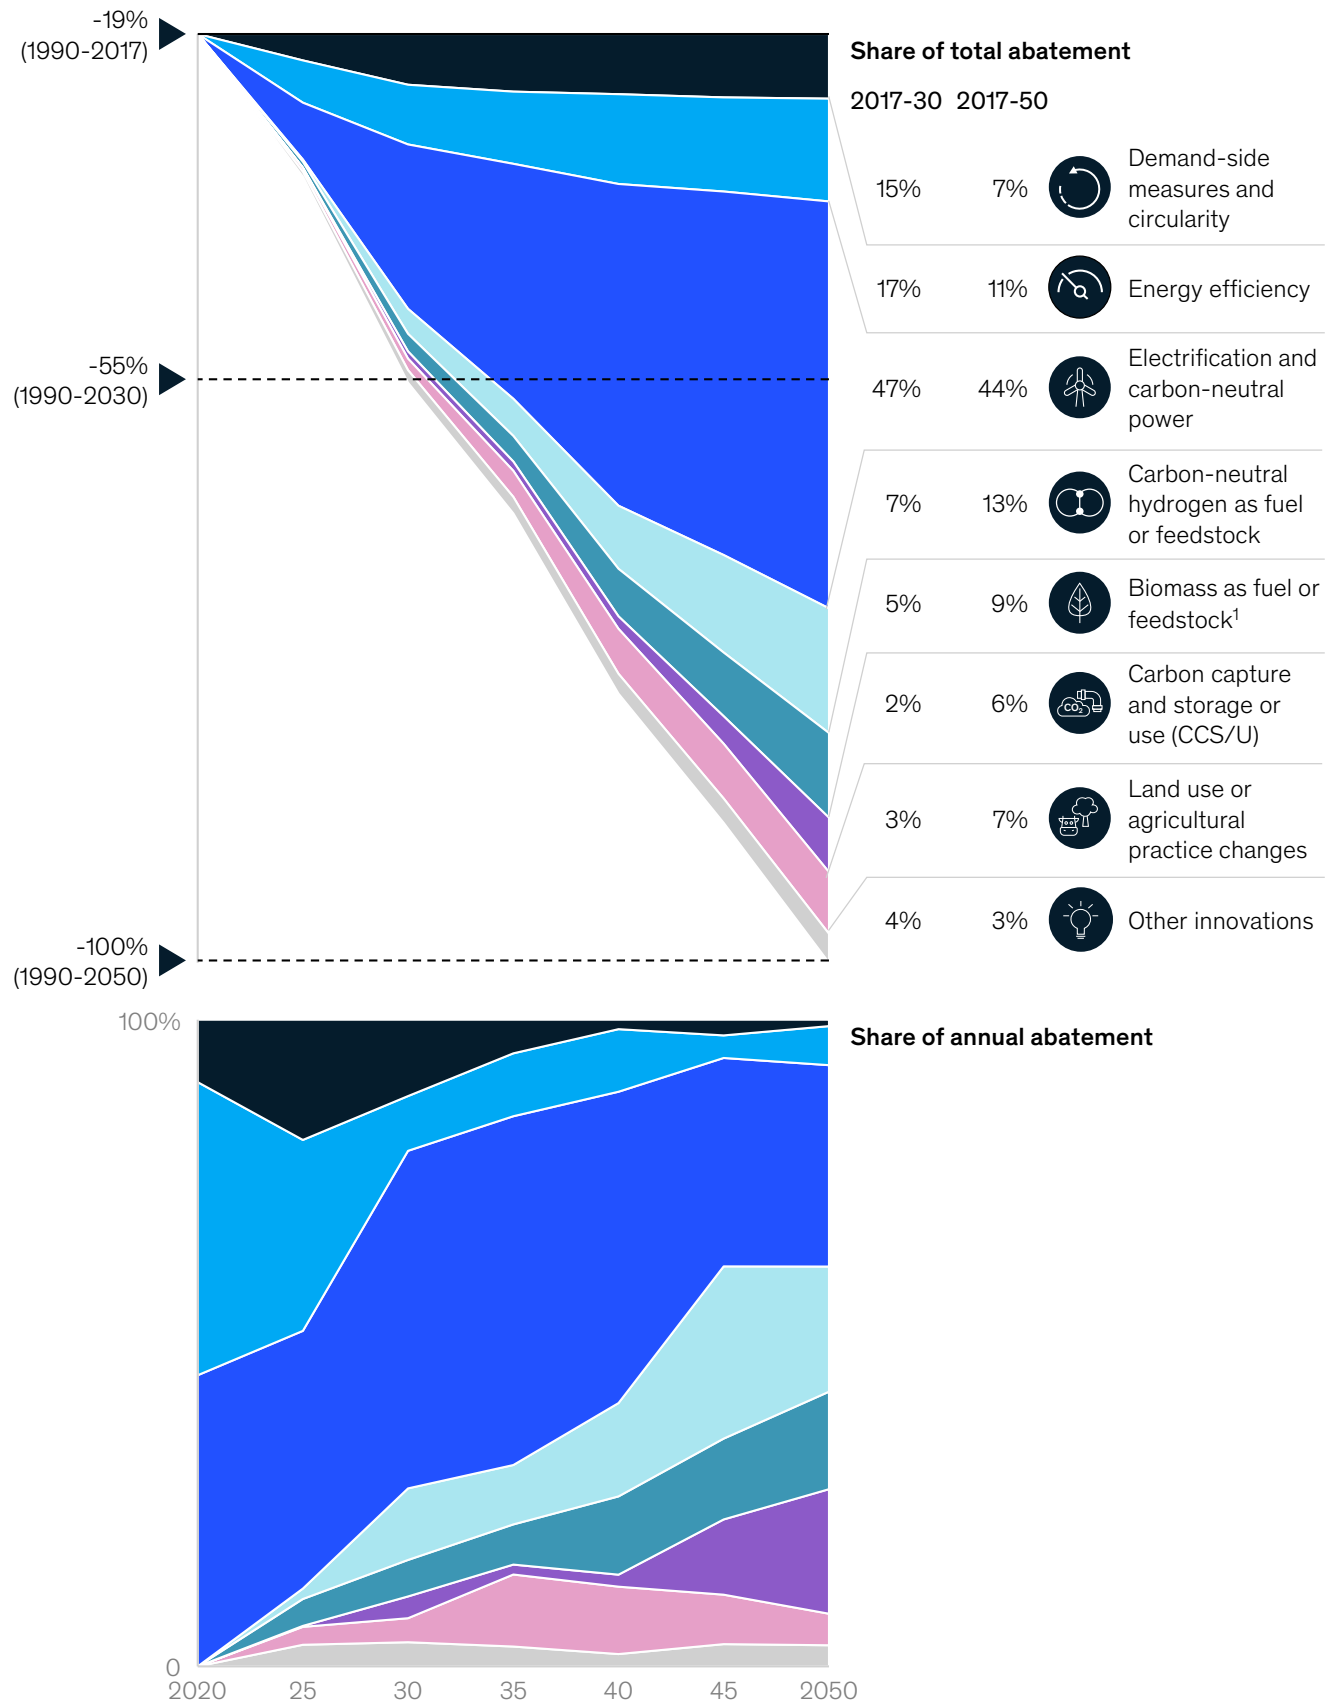 -19%
(1990-2017)
Share of total abatement
2017-30 2017-50
15% 7% Demand-side
measures and
circularity
17% 11% Energy efficiency
-55%
(1990-2030)
47% 44% Electrification and
carbon-neutral
power
7% 13% Carbon-neutral
hydrogen as fuel
or feedstock
5% 9% Biomass as fuel or
feedstock¹
2% 6% CO₂ Carbon capture
and storage or
use (CCS/U)
3% 7% Land use or
agricultural
practice changes
4% 3% Other innovations
-100%
(1990-2050)
100%
Share of annual abatement
0
2020 25 30 35 40 45 2050